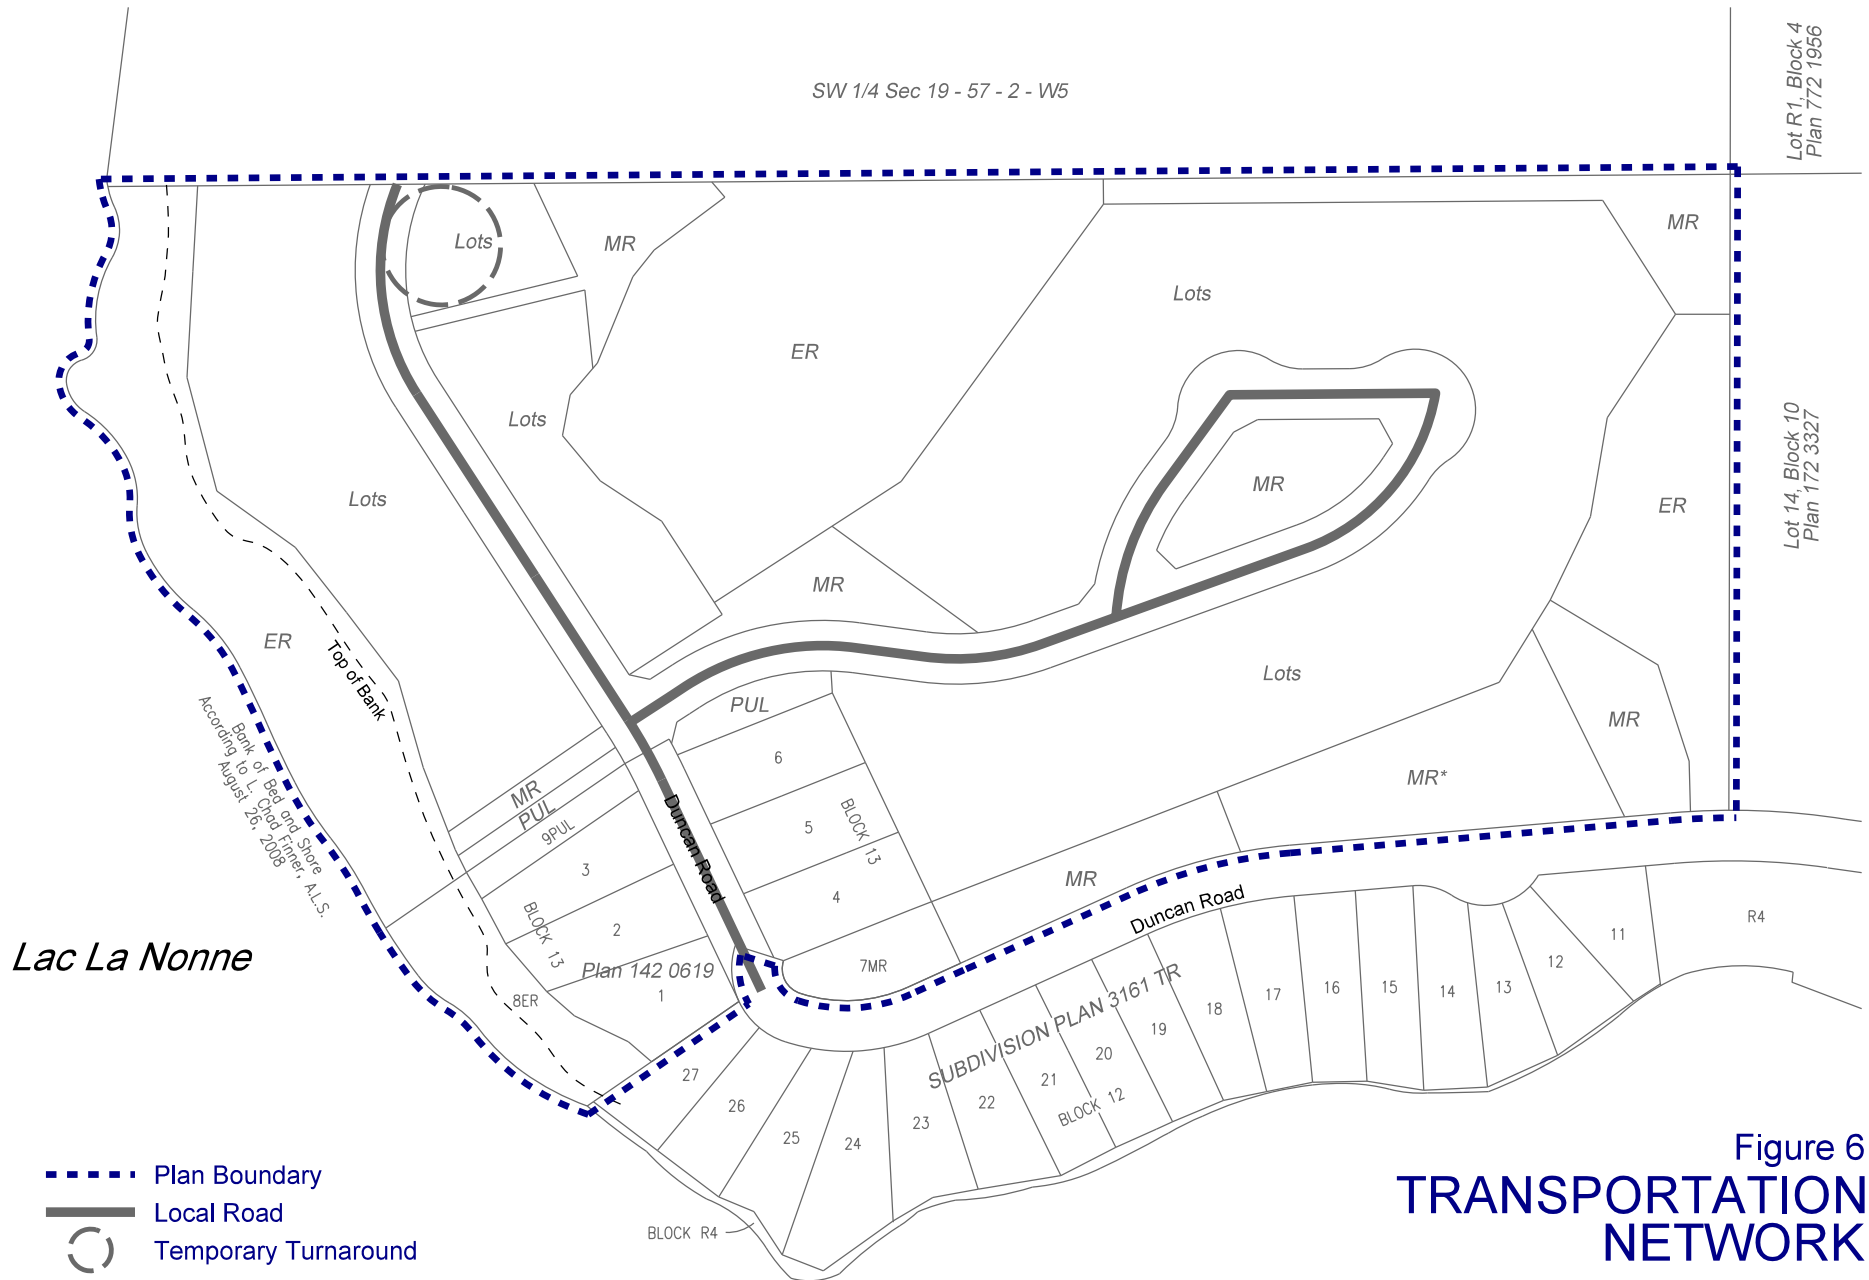 SW 1/4 Sec 19 - 57 - 2 - W5
Lot R1, Block 4
Plan 772 1956
MR
Lots
MR
Lots
ER
Lots
Lots
MR
ER
Lot 14, Block 10
Plan 172 3327
MR
ER
Top of Bank
Bank of Bed and Shore
According to L. Chad Finner, A.L.S.
August 26, 2008
Lots
PUL
MR
MR*
MR
PUL
9PUL
Duncan Road
6
5
4
BLOCK 13
3
2
1
BLOCK 13
Plan 142 0619
8ER
7MR
MR
Duncan Road
Lac La Nonne
SUBDIVISION PLAN 3161 TR
BLOCK 12
27
26
25
24
23
22
21
20
19
18
17
16
15
14
13
12
11
R4
BLOCK R4
Plan Boundary
Local Road
Temporary Turnaround
Figure 6
TRANSPORTATION
NETWORK